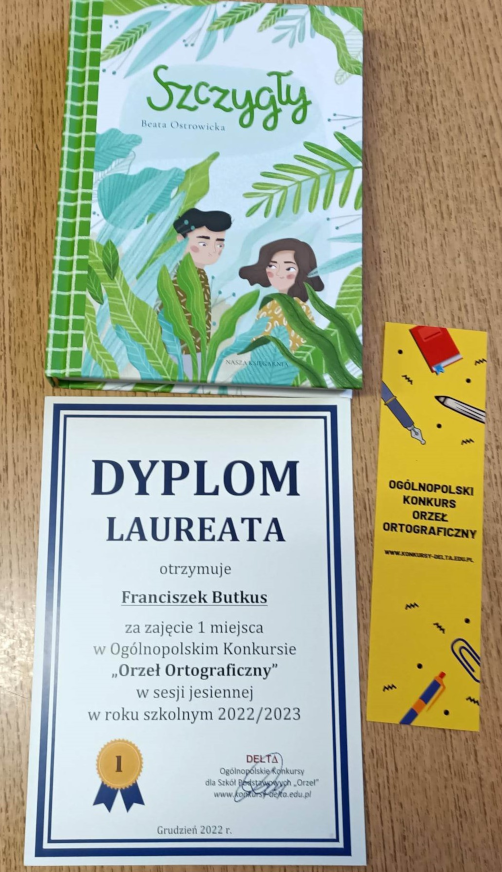 Szczygły
Beata Ostrowicka
NASZA KSIĘGARNIA
DYPLOM
LAUREATA
otrzymuje
Franciszek Butkus
za zajęcie 1 miejsca
w Ogólnopolskim Konkursie
„Orzeł Ortograficzny”
w sesji jesiennej
w roku szkolnym 2022/2023
1
DELTA
Ogólnopolskie Konkursy
dla Szkół Podstawowych „Orzeł”
www.konkursy-delta.edu.pl
Grudzień 2022 r.
OGÓLNOPOLSKI
KONKURS
ORZEŁ
ORTOGRAFICZNY
WWW.KONKURSY-DELTA.EDU.PL